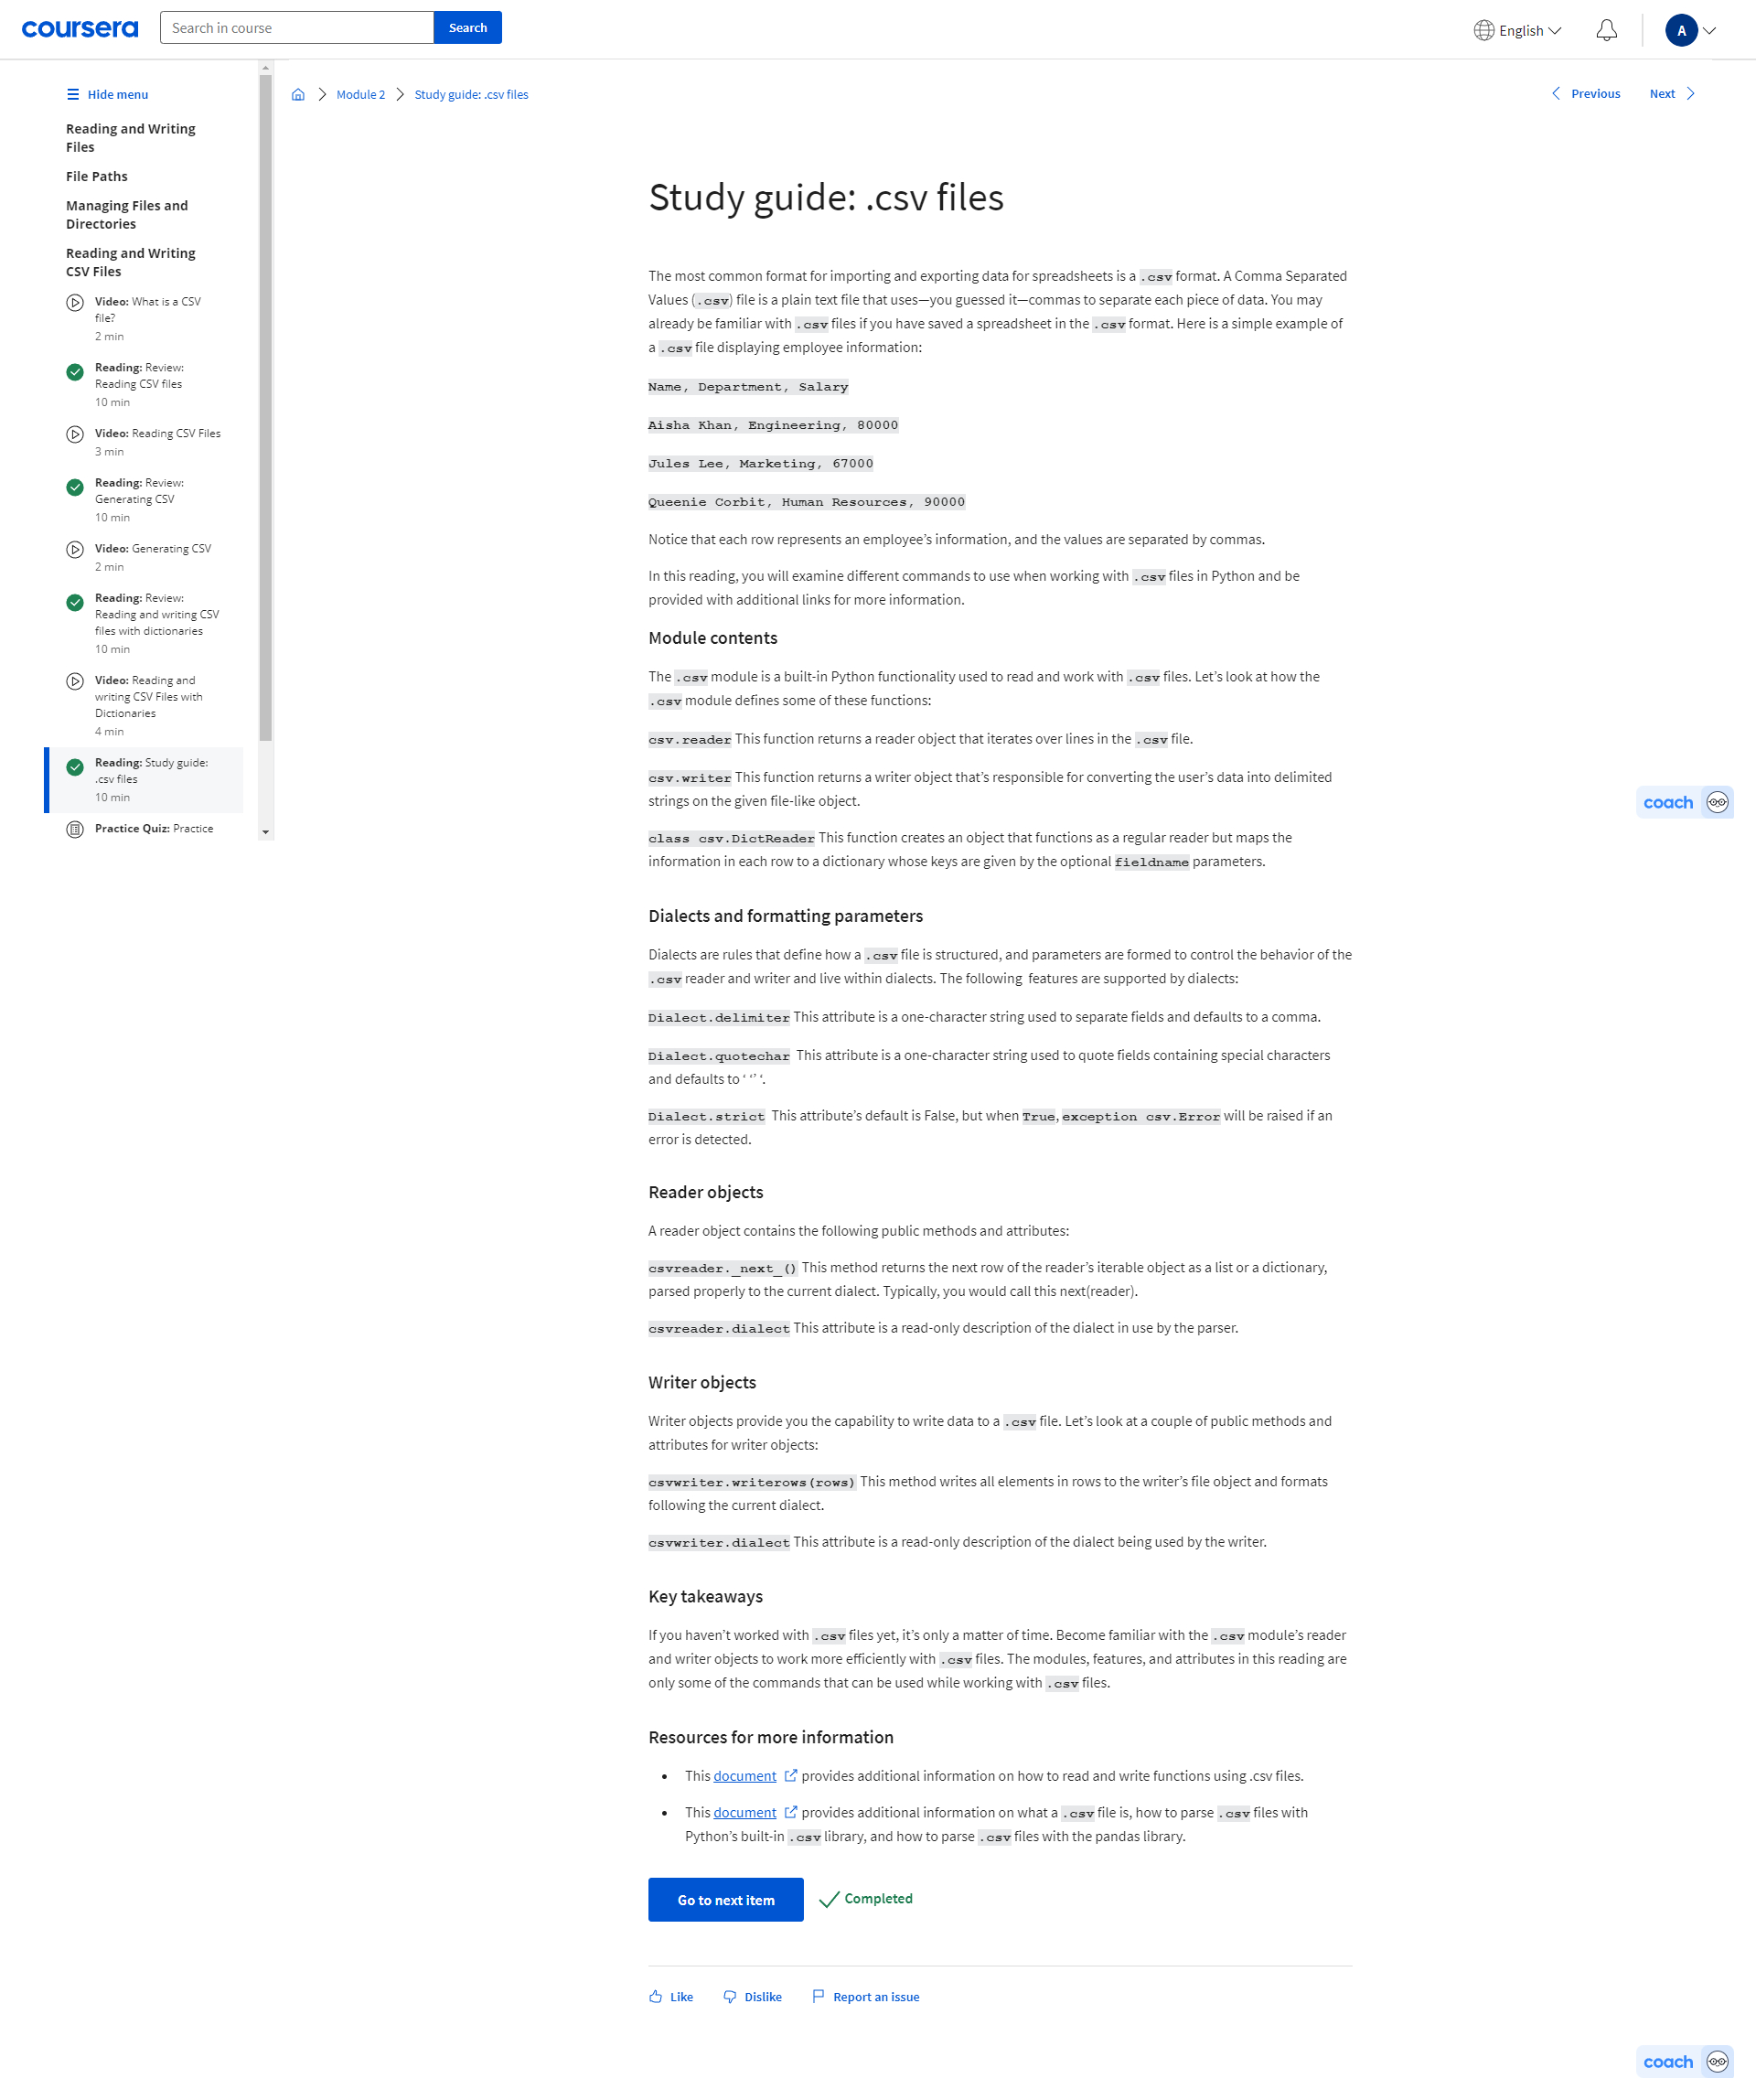 coursera
Search in course
Search
English
A
Hide menu
Module 2
Study guide: .csv files
Previous
Next
Reading and Writing
Files
File Paths
Managing Files and
Directories
Reading and Writing
CSV Files
Video: What is a CSV
file?
2 min
Reading: Review:
Reading CSV files
10 min
Video: Reading CSV Files
3 min
Reading: Review:
Generating CSV
10 min
Video: Generating CSV
2 min
Reading: Review:
Reading and writing CSV
files with dictionaries
10 min
Video: Reading and
writing CSV Files with
Dictionaries
4 min
Reading: Study guide:
.csv files
10 min
Practice Quiz: Practice
Study guide: .csv files
The most common format for importing and exporting data for spreadsheets is a .csv format. A Comma Separated
Values (.csv) file is a plain text file that uses—you guessed it—commas to separate each piece of data. You may
already be familiar with .csv files if you have saved a spreadsheet in the .csv format. Here is a simple example of
a .csv file displaying employee information:
Name, Department, Salary
Aisha Khan, Engineering, 80000
Jules Lee, Marketing, 67000
Queenie Corbit, Human Resources, 90000
Notice that each row represents an employee’s information, and the values are separated by commas.
In this reading, you will examine different commands to use when working with .csv files in Python and be
provided with additional links for more information.
Module contents
The .csv module is a built-in Python functionality used to read and work with .csv files. Let’s look at how the
.csv module defines some of these functions:
csv.reader This function returns a reader object that iterates over lines in the .csv file.
csv.writer This function returns a writer object that’s responsible for converting the user’s data into delimited
strings on the given file-like object.
class csv.DictReader This function creates an object that functions as a regular reader but maps the
information in each row to a dictionary whose keys are given by the optional fieldname parameters.
Dialects and formatting parameters
Dialects are rules that define how a .csv file is structured, and parameters are formed to control the behavior of the
.csv reader and writer and live within dialects. The following  features are supported by dialects:
Dialect.delimiter This attribute is a one-character string used to separate fields and defaults to a comma.
Dialect.quotechar  This attribute is a one-character string used to quote fields containing special characters
and defaults to ‘ ‘’ ‘.
Dialect.strict  This attribute’s default is False, but when True, exception csv.Error will be raised if an
error is detected.
Reader objects
A reader object contains the following public methods and attributes:
csvreader._next_() This method returns the next row of the reader’s iterable object as a list or a dictionary,
parsed properly to the current dialect. Typically, you would call this next(reader).
csvreader.dialect This attribute is a read-only description of the dialect in use by the parser.
Writer objects
Writer objects provide you the capability to write data to a .csv file. Let’s look at a couple of public methods and
attributes for writer objects:
csvwriter.writerows(rows) This method writes all elements in rows to the writer’s file object and formats
following the current dialect.
csvwriter.dialect This attribute is a read-only description of the dialect being used by the writer.
Key takeaways
If you haven’t worked with .csv files yet, it’s only a matter of time. Become familiar with the .csv module’s reader
and writer objects to work more efficiently with .csv files. The modules, features, and attributes in this reading are
only some of the commands that can be used while working with .csv files.
Resources for more information
• This document provides additional information on how to read and write functions using .csv files.
• This document provides additional information on what a .csv file is, how to parse .csv files with
Python’s built-in .csv library, and how to parse .csv files with the pandas library.
Go to next item
Completed
Like
Dislike
Report an issue
coach
coach